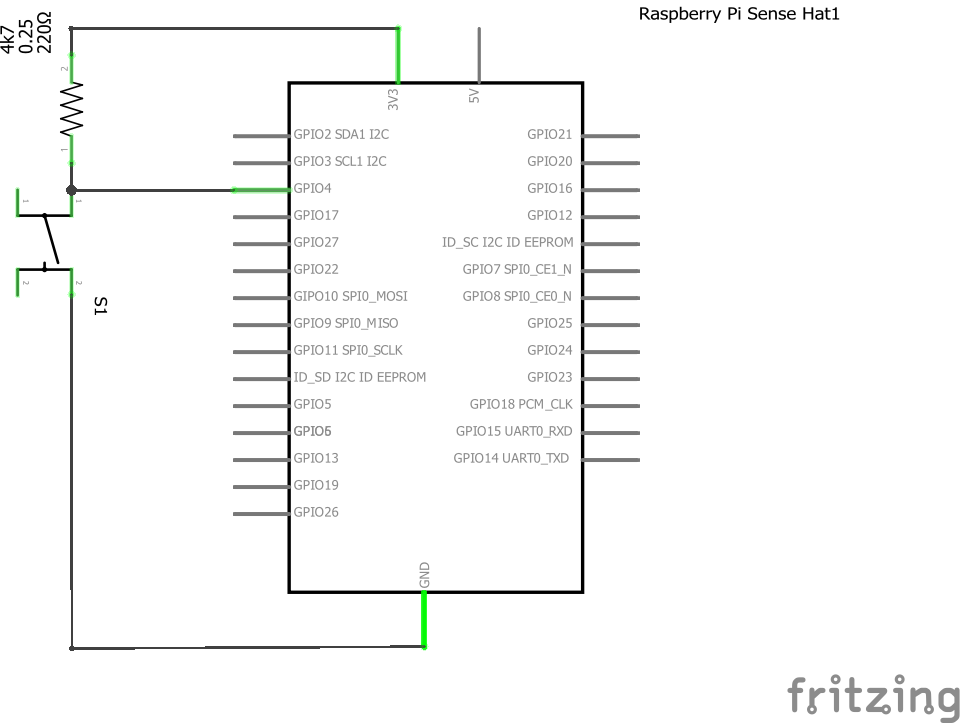 Raspberry Pi Sense Hat1
4k7
0.25
220Ω
2
1
3V3
5V
GPIO2 SDA1 I2C
GPIO3 SCL1 I2C
GPIO4
GPIO17
GPIO27
GPIO22
GIPO10 SPI0_MOSI
GPIO9 SPI0_MISO
GPIO11 SPI0_SCLK
ID_SD I2C ID EEPROM
GPIO5
GPIO6
GPIO13
GPIO19
GPIO26
GPIO21
GPIO20
GPIO16
GPIO12
ID_SC I2C ID EEPROM
GPIO7 SPI0_CE1_N
GPIO8 SPI0_CE0_N
GPIO25
GPIO24
GPIO23
GPIO18 PCM_CLK
GPIO15 UART0_RXD
GPIO14 UART0_TXD
1
1
2
2
S1
GND
fritzing